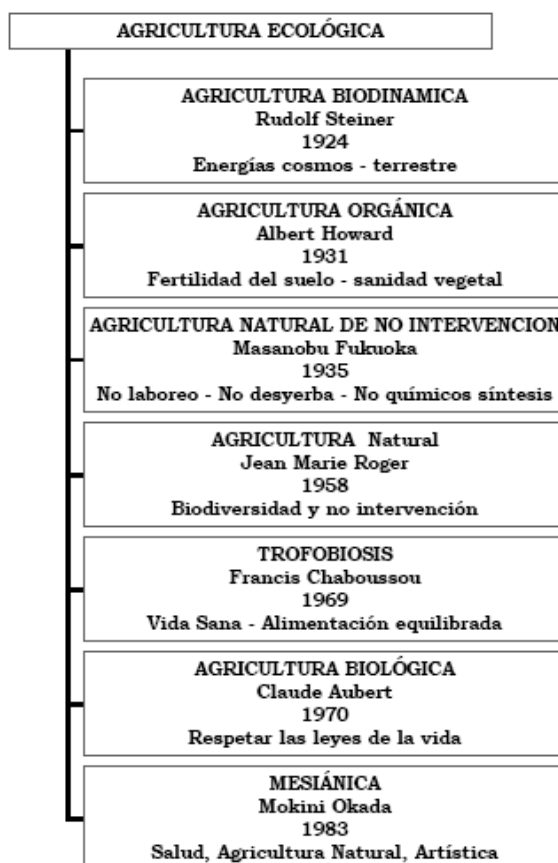 AGRICULTURA ECOLÓGICA
AGRICULTURA BIODINAMICA
Rudolf Steiner
1924
Energías cosmos - terrestre
AGRICULTURA ORGÁNICA
Albert Howard
1931
Fertilidad del suelo - sanidad vegetal
AGRICULTURA NATURAL DE NO INTERVENCION
Masanobu Fukuoka
1935
No laboreo - No desyerba - No químicos síntesis
AGRICULTURA Natural
Jean Marie Roger
1958
Biodiversidad y no intervención
TROFOBIOSIS
Francis Chaboussou
1969
Vida Sana - Alimentación equilibrada
AGRICULTURA BIOLÓGICA
Claude Aubert
1970
Respetar las leyes de la vida
MESIÁNICA
Mokini Okada
1983
Salud, Agricultura Natural, Artística